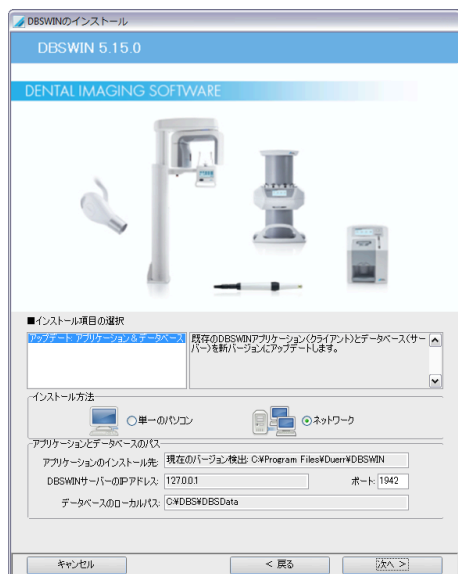 DBSWINのインストール
DBSWIN 5.15.0
DENTAL IMAGING SOFTWARE
■インストール項目の選択
アップデート: アプリケーション＆データベース
既存のDBSWINアプリケーション(クライアント)とデータベース(サー
バー)を新バージョンにアップデートします。
インストール方法
単一のパソコン
ネットワーク
アプリケーションとデータベースのパス
アプリケーションのインストール先:
現在のバージョン検出: C:¥Program Files¥Duerr¥DBSWIN
DBSWINサーバーのIPアドレス:
127.0.0.1
ポート:
1942
データベースのローカルパス:
C:¥DBS¥DBSData
キャンセル
< 戻る
次へ >